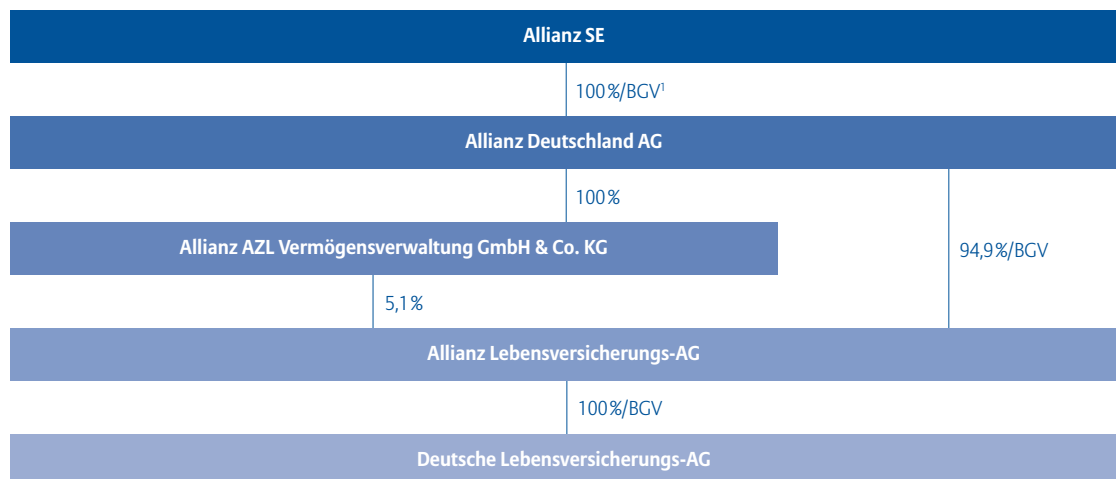 Allianz SE
100 %/BGV¹
Allianz Deutschland AG
100 %
Allianz AZL Vermögensverwaltung GmbH & Co. KG
94,9 %/BGV
5,1 %
Allianz Lebensversicherungs-AG
100 %/BGV
Deutsche Lebensversicherungs-AG